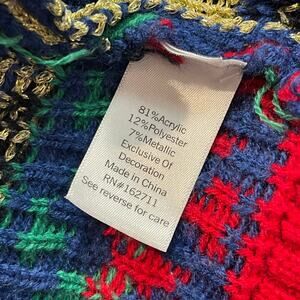 81%Acrylic
12%Polyester
7%Metallic
Exclusive Of
Decoration
Made in China
RN#162711
See reverse for care